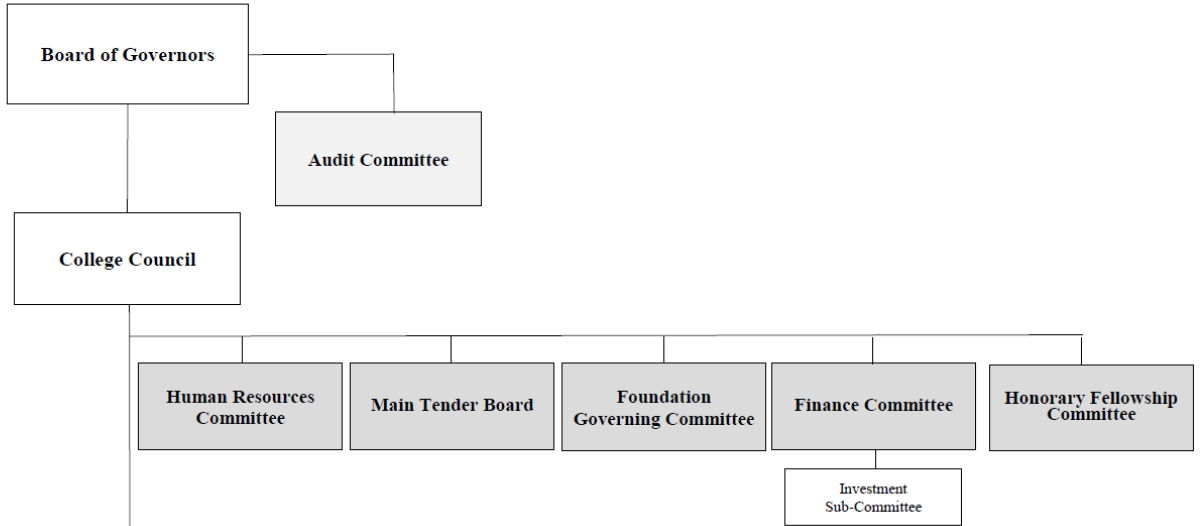 Board of Governors
Audit Committee
College Council
Human Resources
Committee
Main Tender Board
Foundation
Governing Committee
Finance Committee
Honorary Fellowship
Committee
Investment
Sub-Committee